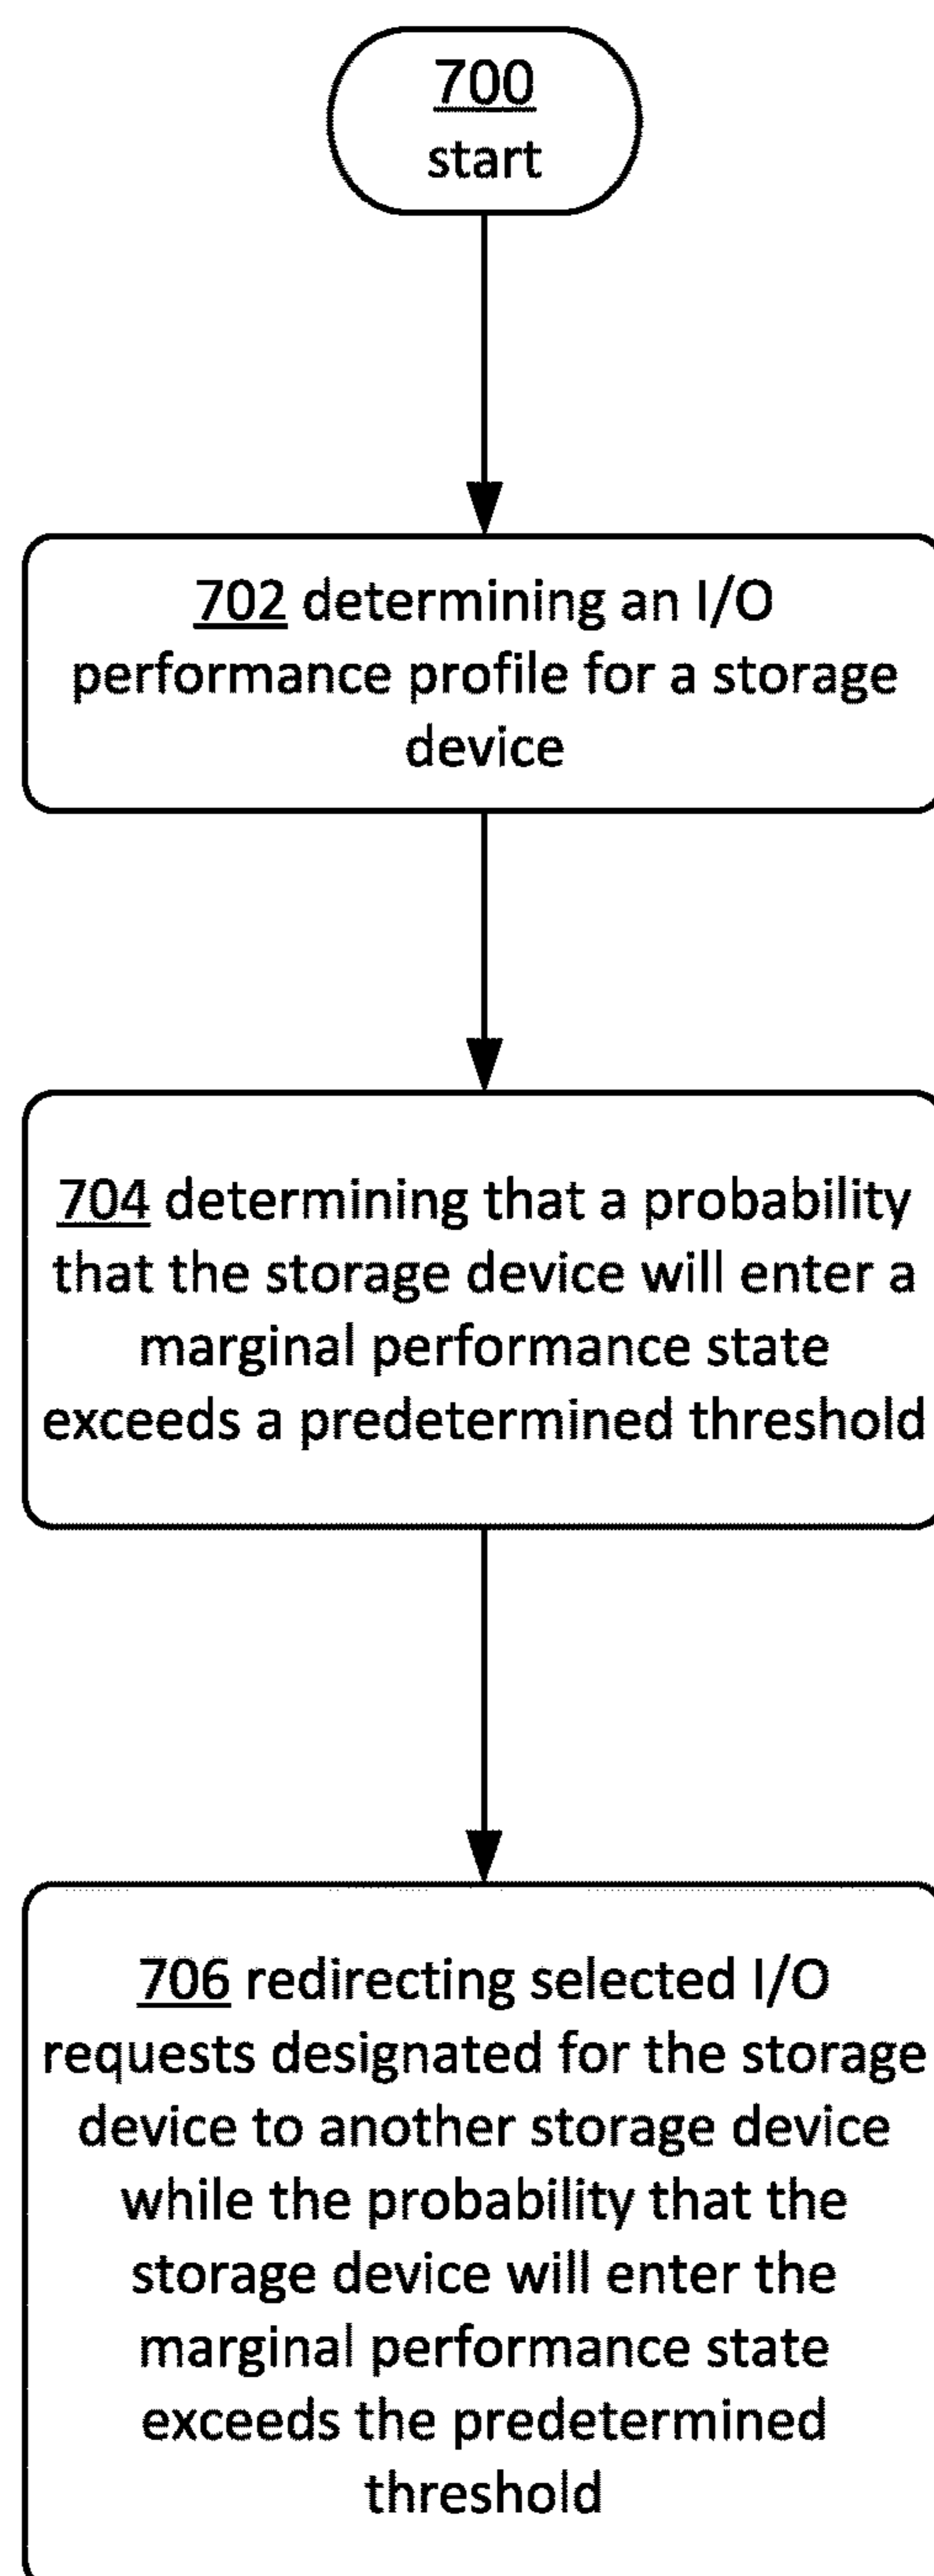 700
start
702 determining an I/O
performance profile for a storage
device
704 determining that a probability
that the storage device will enter a
marginal performance state
exceeds a predetermined threshold
706 redirecting selected I/O
requests designated for the storage
device to another storage device
while the probability that the
storage device will enter the
marginal performance state
exceeds the predetermined
threshold